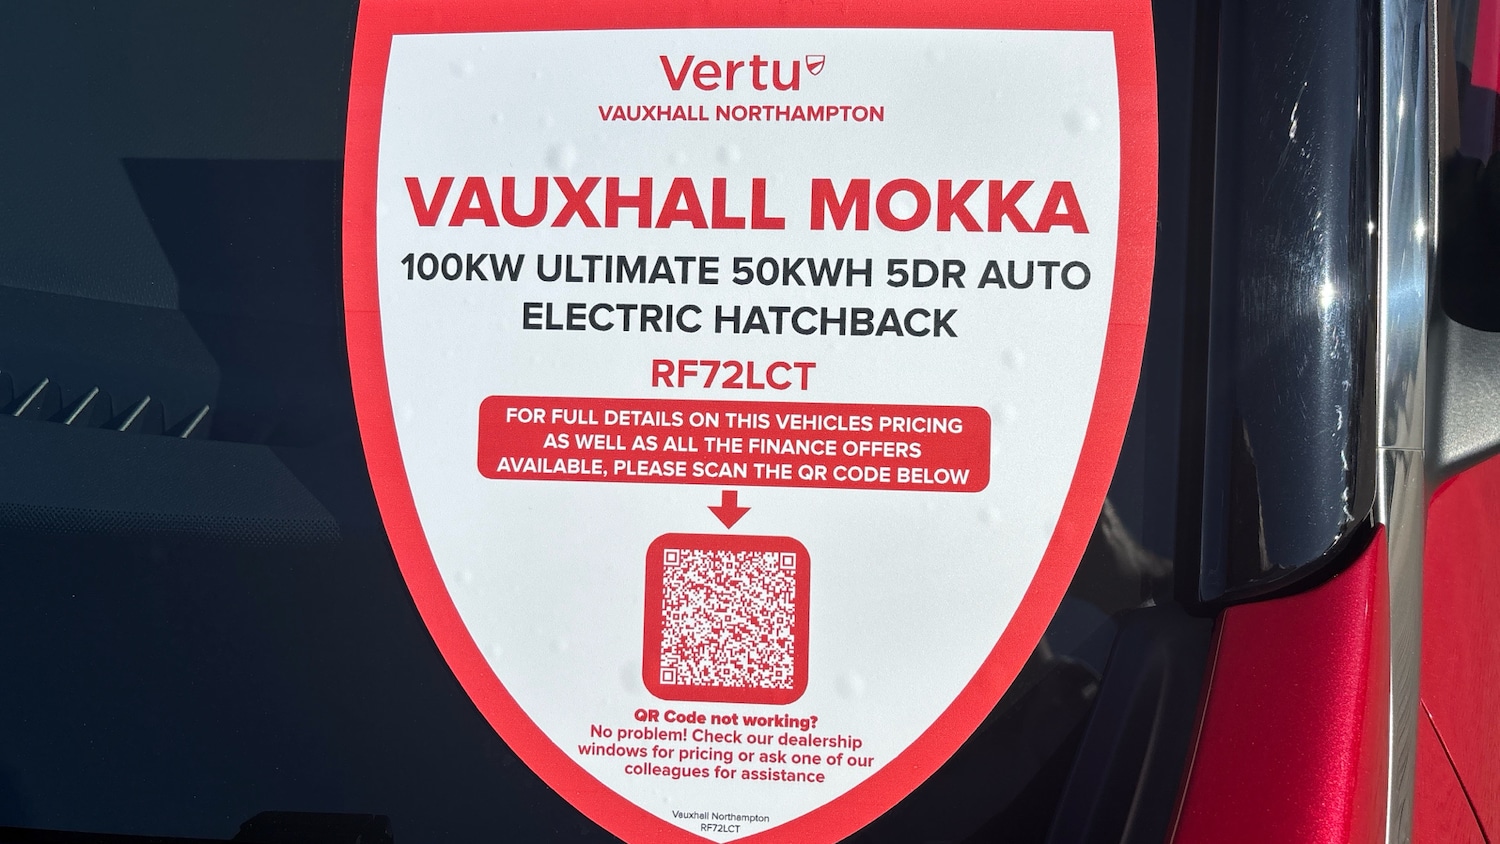 Vertu
VAUXHALL NORTHAMPTON
VAUXHALL MOKKA
100KW ULTIMATE 50KWH 5DR AUTO
ELECTRIC HATCHBACK
RF72LCT
FOR FULL DETAILS ON THIS VEHICLES PRICING
AS WELL AS ALL THE FINANCE OFFERS
AVAILABLE, PLEASE SCAN THE QR CODE BELOW
QR Code not working?
No problem! Check our dealership
windows for pricing or ask one of our
colleagues for assistance
Vauxhall Northampton
RF72LCT